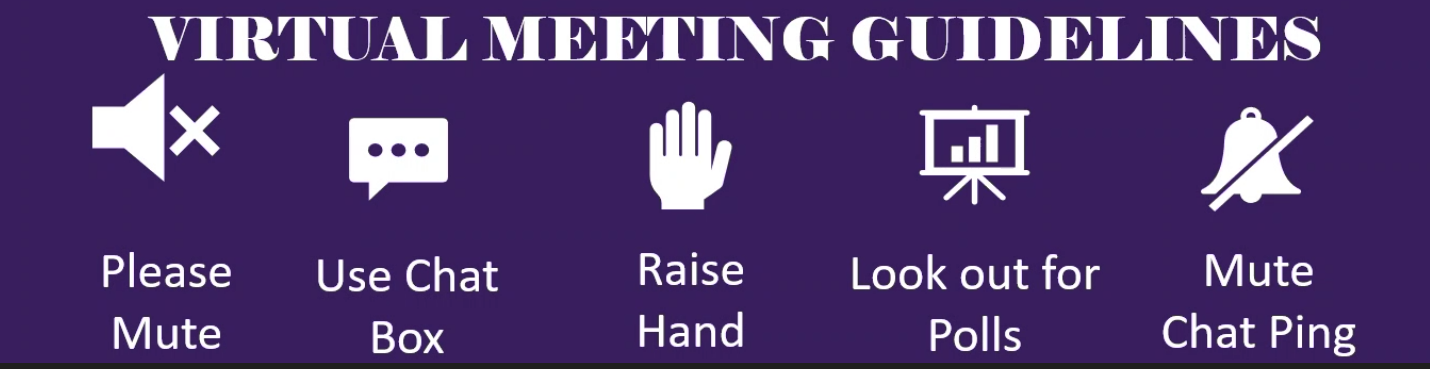 VIRTUAL MEETING GUIDELINES
Please
Mute
Use Chat
Box
Raise
Hand
Look out for
Polls
Mute
Chat Ping